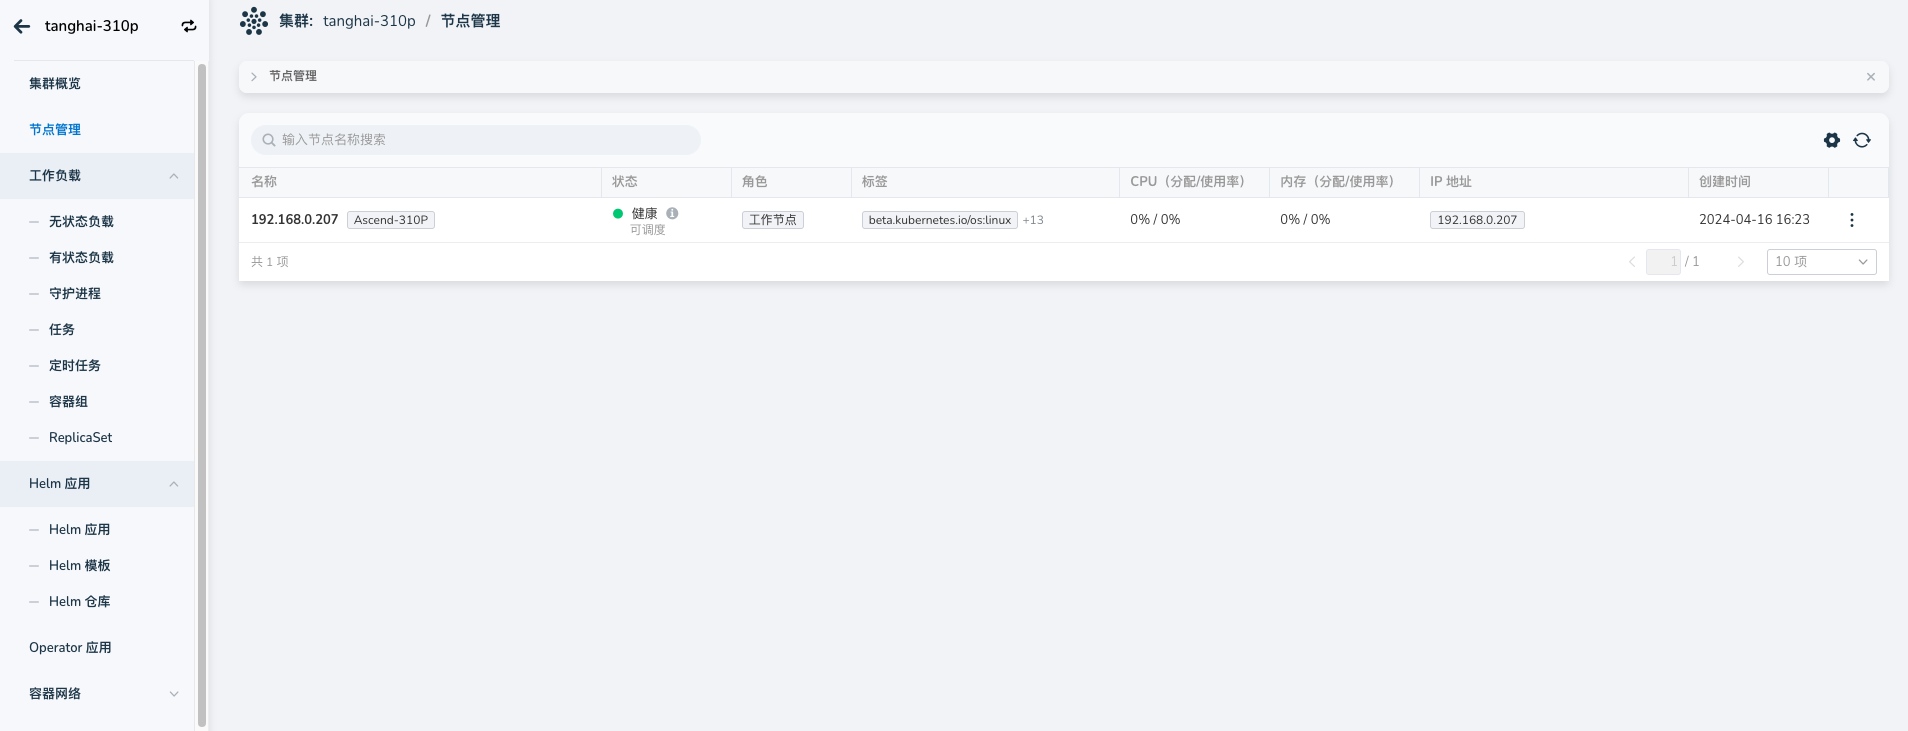 tanghai-310p
集群概览
节点管理
工作负载
无状态负载
有状态负载
守护进程
任务
定时任务
容器组
ReplicaSet
Helm 应用
Helm 应用
Helm 模板
Helm 仓库
Operator 应用
容器网络
集群: tanghai-310p / 节点管理
节点管理
输入节点名称搜索
名称 状态 角色 标签 CPU（分配/使用率） 内存（分配/使用率） IP 地址 创建时间
192.168.0.207 Ascend-310P 健康 工作节点 beta.kubernetes.io/os:linux +13 0% / 0% 0% / 0% 192.168.0.207 2024-04-16 16:23
可调度
共 1 项 1 / 1 10 项